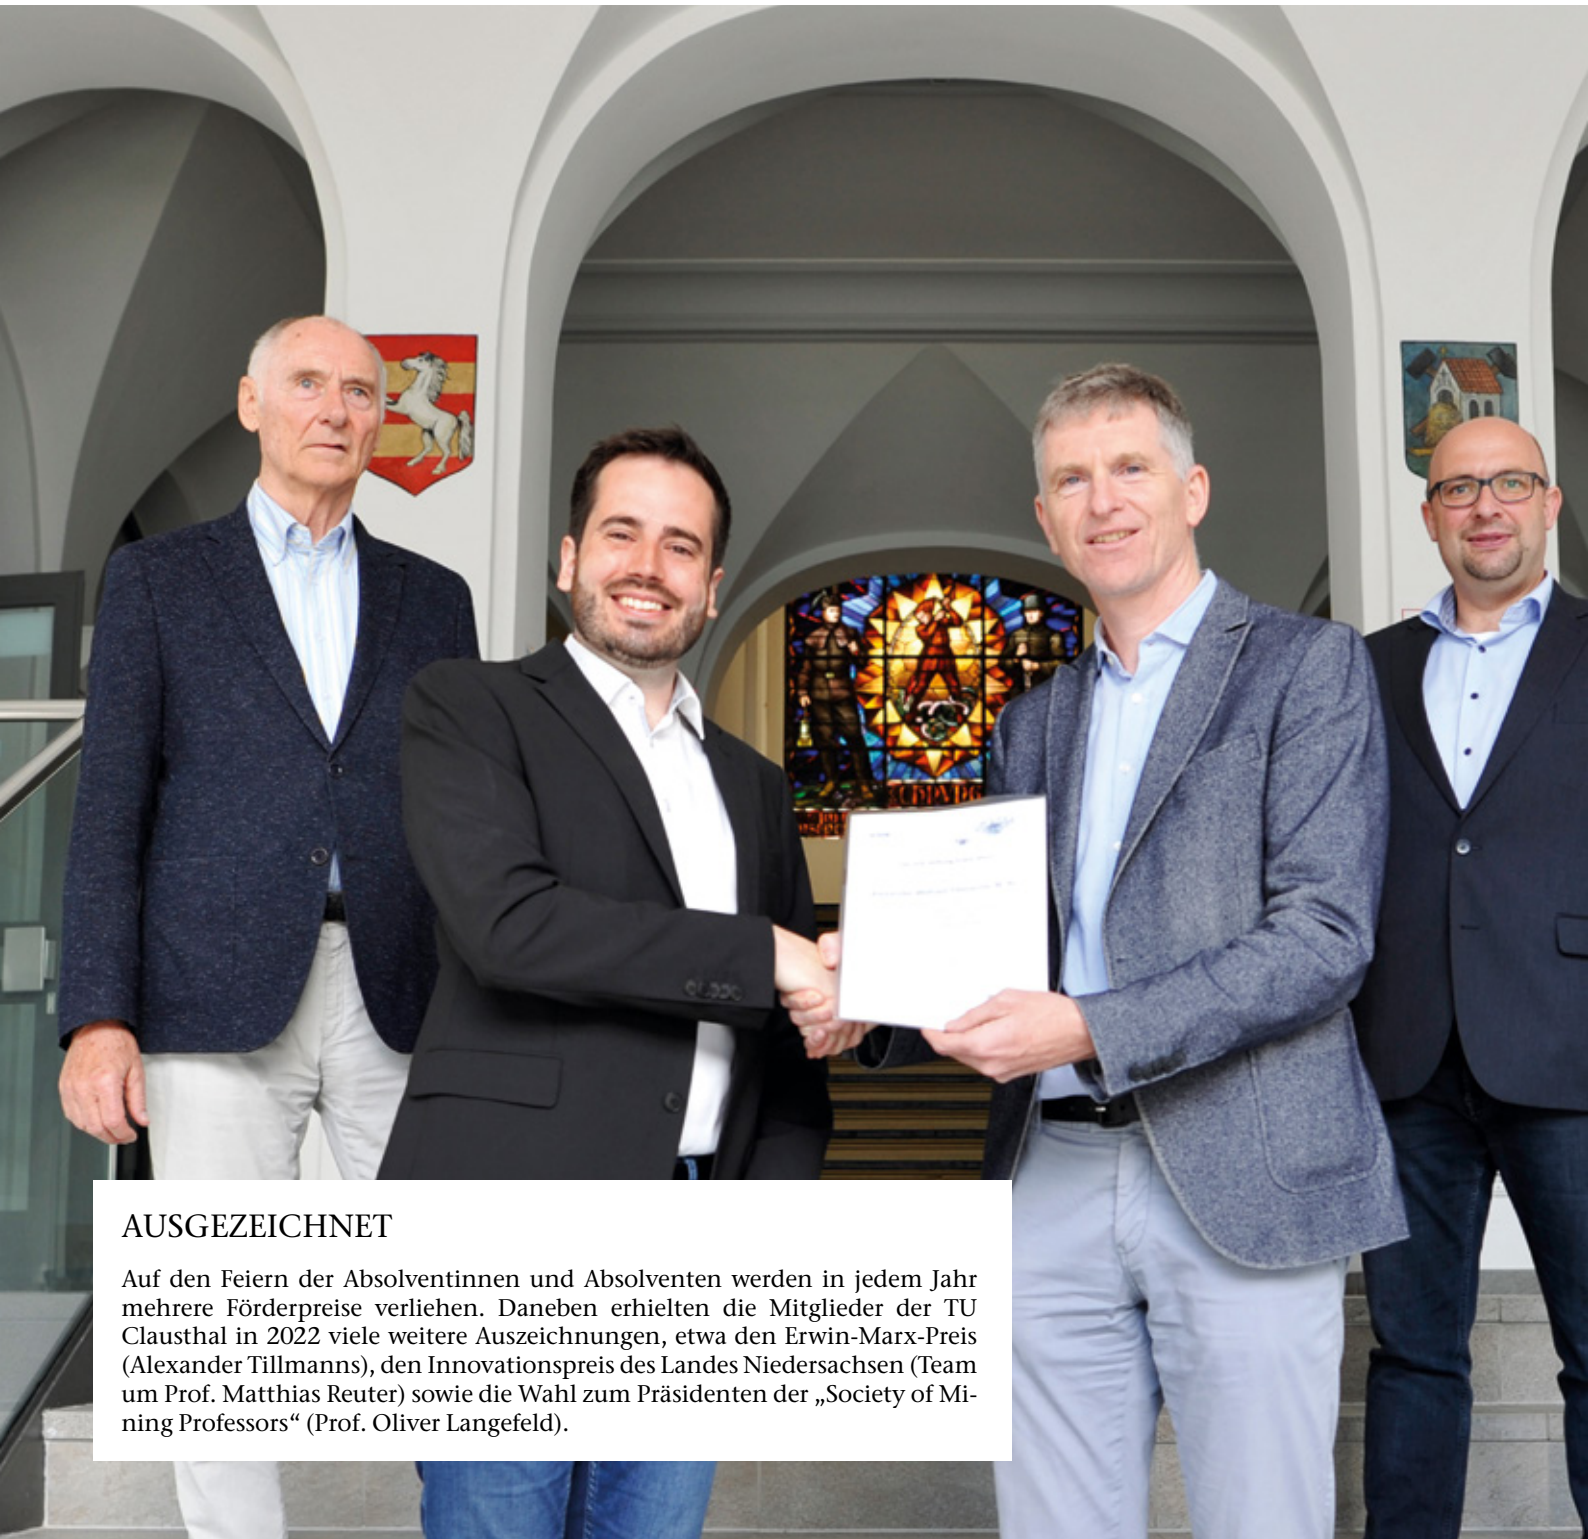 AUSGEZEICHNET
Auf den Feiern der Absolventinnen und Absolventen werden in jedem Jahr
mehrere Förderpreise verliehen. Daneben erhielten die Mitglieder der TU
Clausthal in 2022 viele weitere Auszeichnungen, etwa den Erwin-Marx-Preis
(Alexander Tillmanns), den Innovationspreis des Landes Niedersachsen (Team
um Prof. Matthias Reuter) sowie die Wahl zum Präsidenten der „Society of Mi-
ning Professors“ (Prof. Oliver Langefeld).